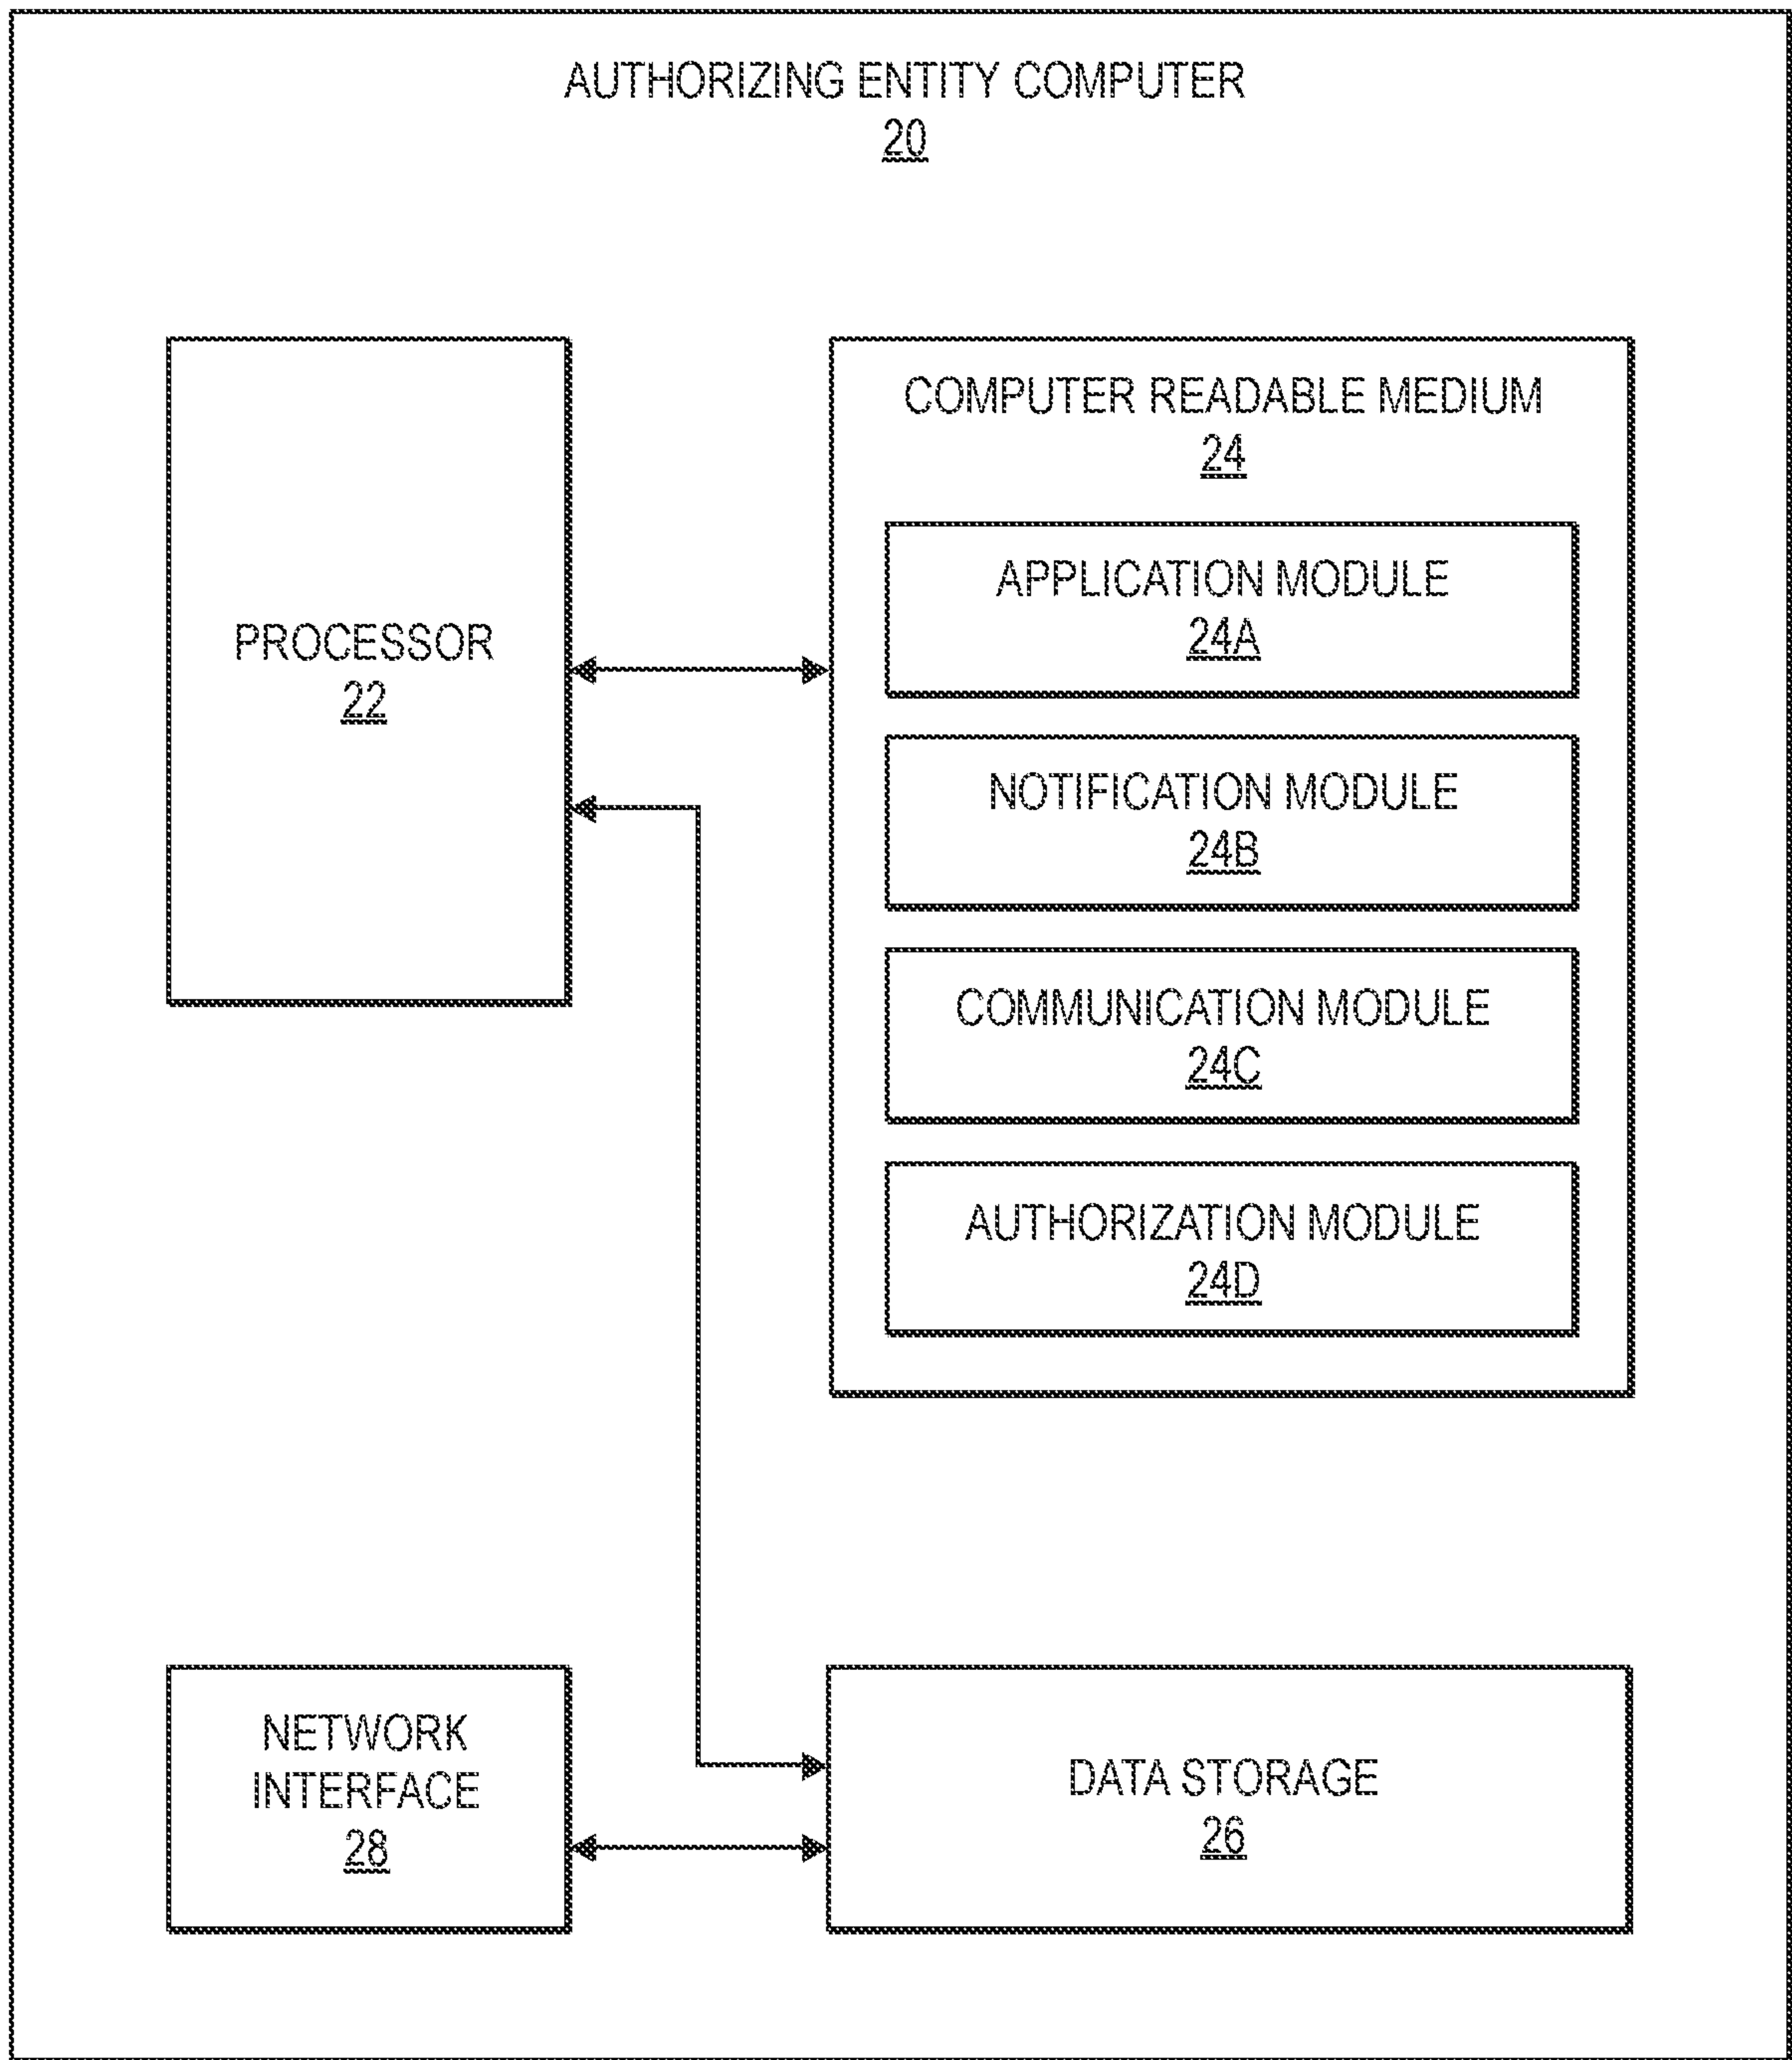 AUTHORIZING ENTITY COMPUTER
20
PROCESSOR
22
COMPUTER READABLE MEDIUM
24
APPLICATION MODULE
24A
NOTIFICATION MODULE
24B
COMMUNICATION MODULE
24C
AUTHORIZATION MODULE
24D
NETWORK
INTERFACE
28
DATA STORAGE
26